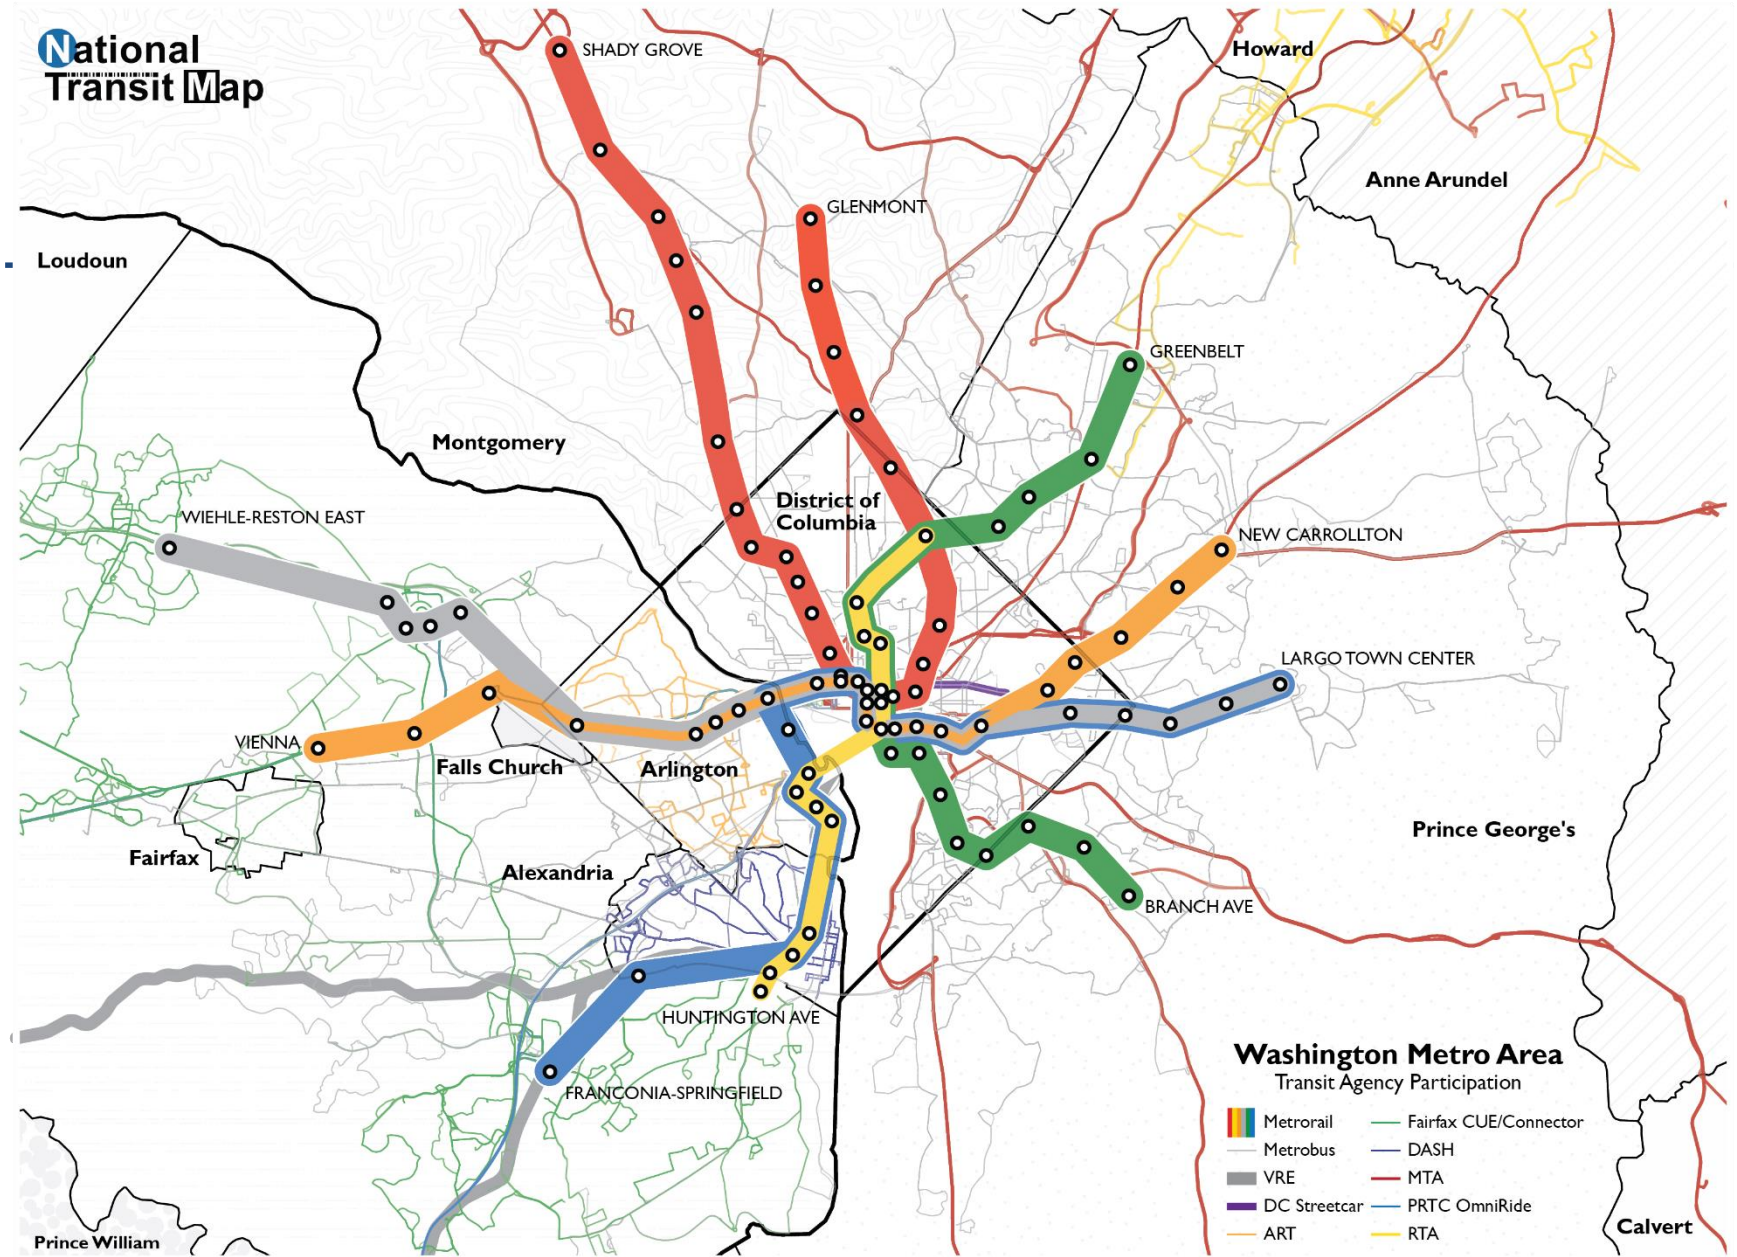 National
Transit Map
SHADY GROVE
Howard
Anne Arundel
GLENMONT
Loudoun
GREENBELT
Montgomery
District of
Columbia
WIEHLE-RESTON EAST
NEW CARROLLTON
LARGO TOWN CENTER
VIENNA
Falls Church
Arlington
Prince George's
Fairfax
Alexandria
BRANCH AVE
HUNTINGTON AVE
FRANCONIA-SPRINGFIELD
Washington Metro Area
Transit Agency Participation
Metrorail
Fairfax CUE/Connector
Metrobus
DASH
VRE
MTA
DC Streetcar
PRTC OmniRide
ART
RTA
Prince William
Calvert